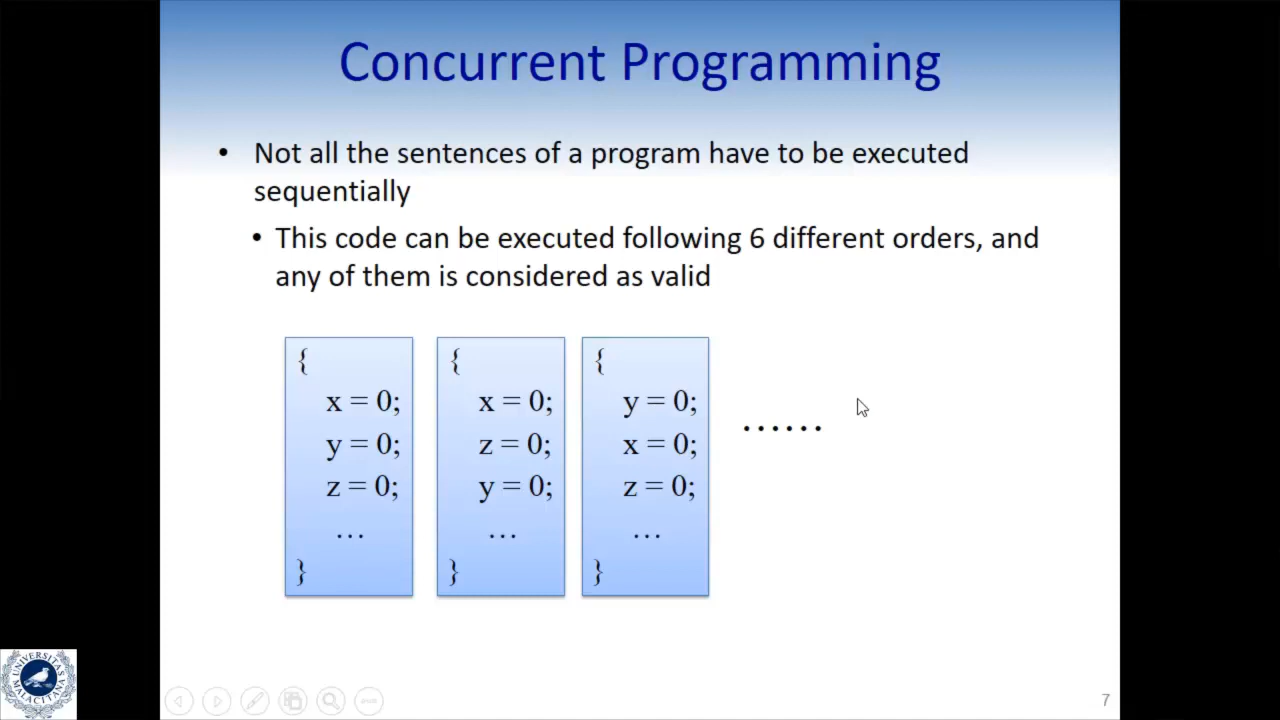 Concurrent Programming
• Not all the sentences of a program have to be executed
sequentially
• This code can be executed following 6 different orders, and
any of them is considered as valid
{
x = 0;
y = 0;
z = 0;
...
}
{
x = 0;
z = 0;
y = 0;
...
}
{
y = 0;
x = 0;
z = 0;
...
}
......
UNIVERSITAS
MALACITANA
7